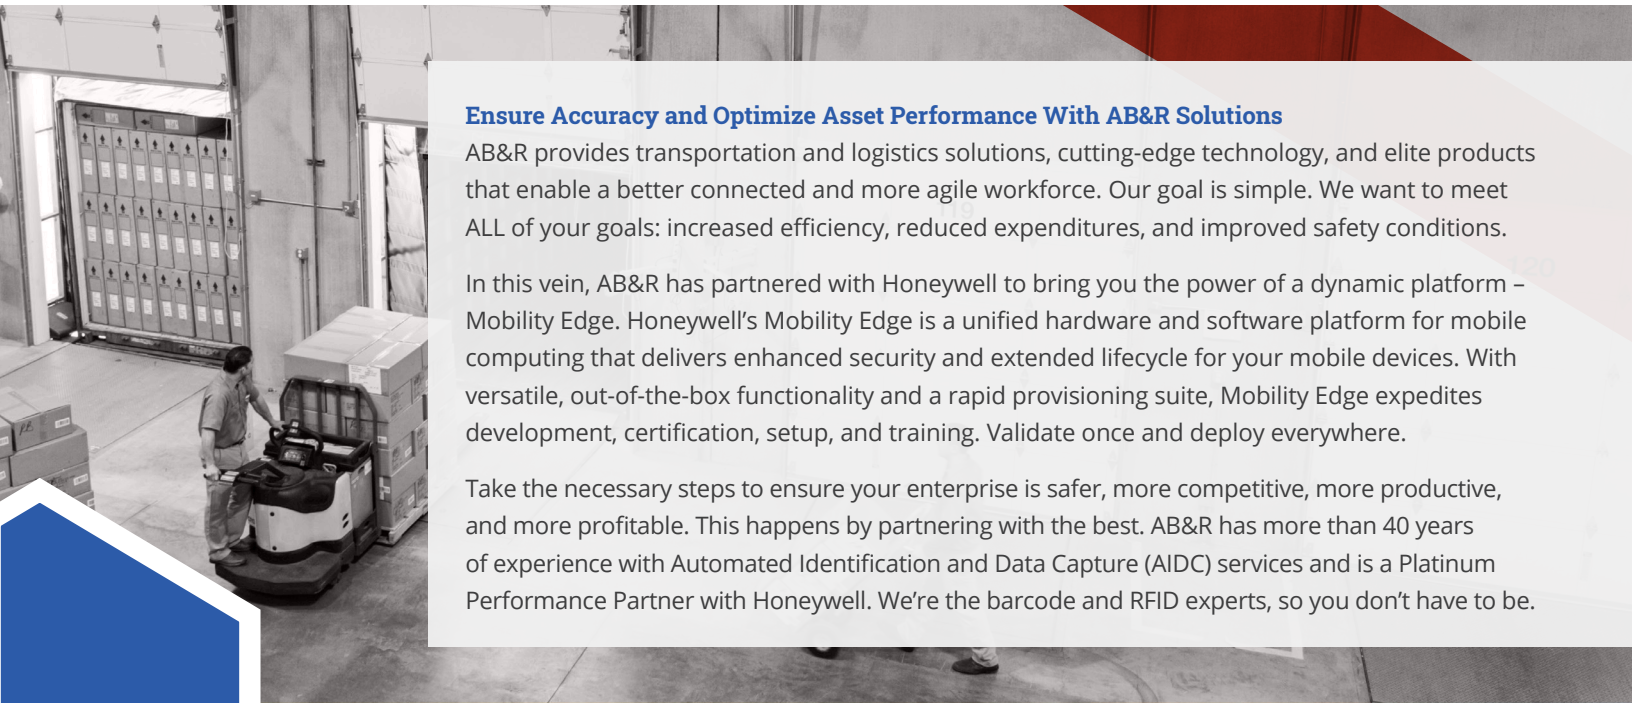 Ensure Accuracy and Optimize Asset Performance With AB&R Solutions
AB&R provides transportation and logistics solutions, cutting-edge technology, and elite products
that enable a better connected and more agile workforce. Our goal is simple. We want to meet
ALL of your goals: increased efficiency, reduced expenditures, and improved safety conditions.
In this vein, AB&R has partnered with Honeywell to bring you the power of a dynamic platform –
Mobility Edge. Honeywell’s Mobility Edge is a unified hardware and software platform for mobile
computing that delivers enhanced security and extended lifecycle for your mobile devices. With
versatile, out-of-the-box functionality and a rapid provisioning suite, Mobility Edge expedites
development, certification, setup, and training. Validate once and deploy everywhere.
Take the necessary steps to ensure your enterprise is safer, more competitive, more productive,
and more profitable. This happens by partnering with the best. AB&R has more than 40 years
of experience with Automated Identification and Data Capture (AIDC) services and is a Platinum
Performance Partner with Honeywell. We’re the barcode and RFID experts, so you don’t have to be.
119
120